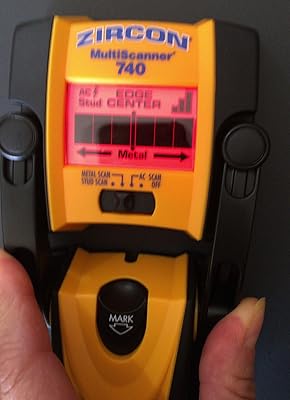 ZIRCON®
MultiScanner®
740
AC EDGE
Stud CENTER
Metal
METAL SCAN AC SCAN
STUD SCAN OFF
MARK